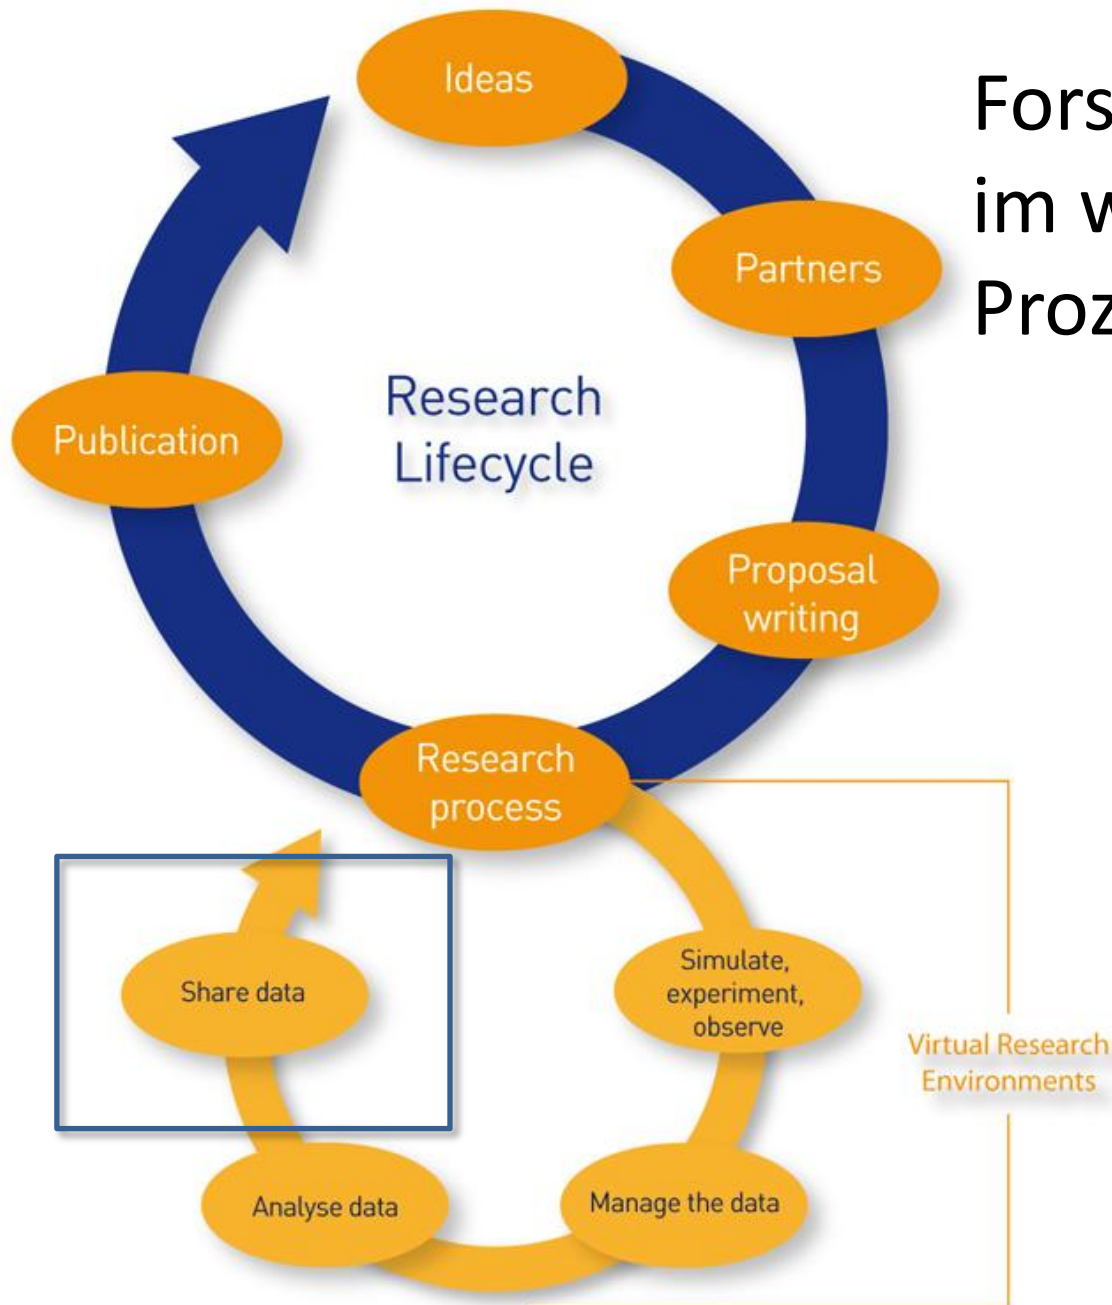 Ideas
Partners
Research
Lifecycle
Publication
Proposal
writing
Research
process
Share data
Simulate,
experiment,
observe
Virtual Research
Environments
Analyse data
Manage the data
im